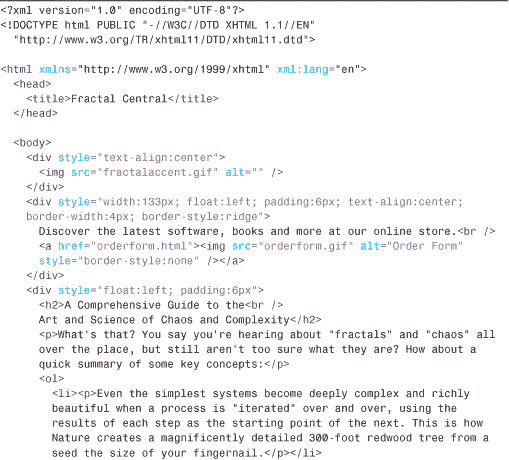 <?xml version="1.0" encoding="UTF-8"?>
<!DOCTYPE html PUBLIC "-//W3C//DTD XHTML 1.1//EN"
  "http://www.w3.org/TR/xhtml11/DTD/xhtml11.dtd">

<html xmlns="http://www.w3.org/1999/xhtml" xml:lang="en">
  <head>
    <title>Fractal Central</title>
  </head>

  <body>
    <div style="text-align:center">
      <img src="fractalaccent.gif" alt="" />
    </div>
    <div style="width:133px; float:left; padding:6px; text-align:center;
    border-width:4px; border-style:ridge">
      Discover the latest software, books and more at our online store.<br />
      <a href="orderform.html"><img src="orderform.gif" alt="Order Form"
      style="border-style:none" /></a>
    </div>
    <div style="float:left; padding:6px">
      <h2>A Comprehensive Guide to the<br />
      Art and Science of Chaos and Complexity</h2>
      <p>What's that? You say you're hearing about "fractals" and "chaos" all
      over the place, but still aren't too sure what they are? How about a
      quick summary of some key concepts:</p>
      <ol>
        <li><p>Even the simplest systems become deeply complex and richly
        beautiful when a process is "iterated" over and over, using the
        results of each step as the starting point of the next. This is how
        Nature creates a magnificently detailed 300-foot redwood tree from a
        seed the size of your fingernail.</p></li>